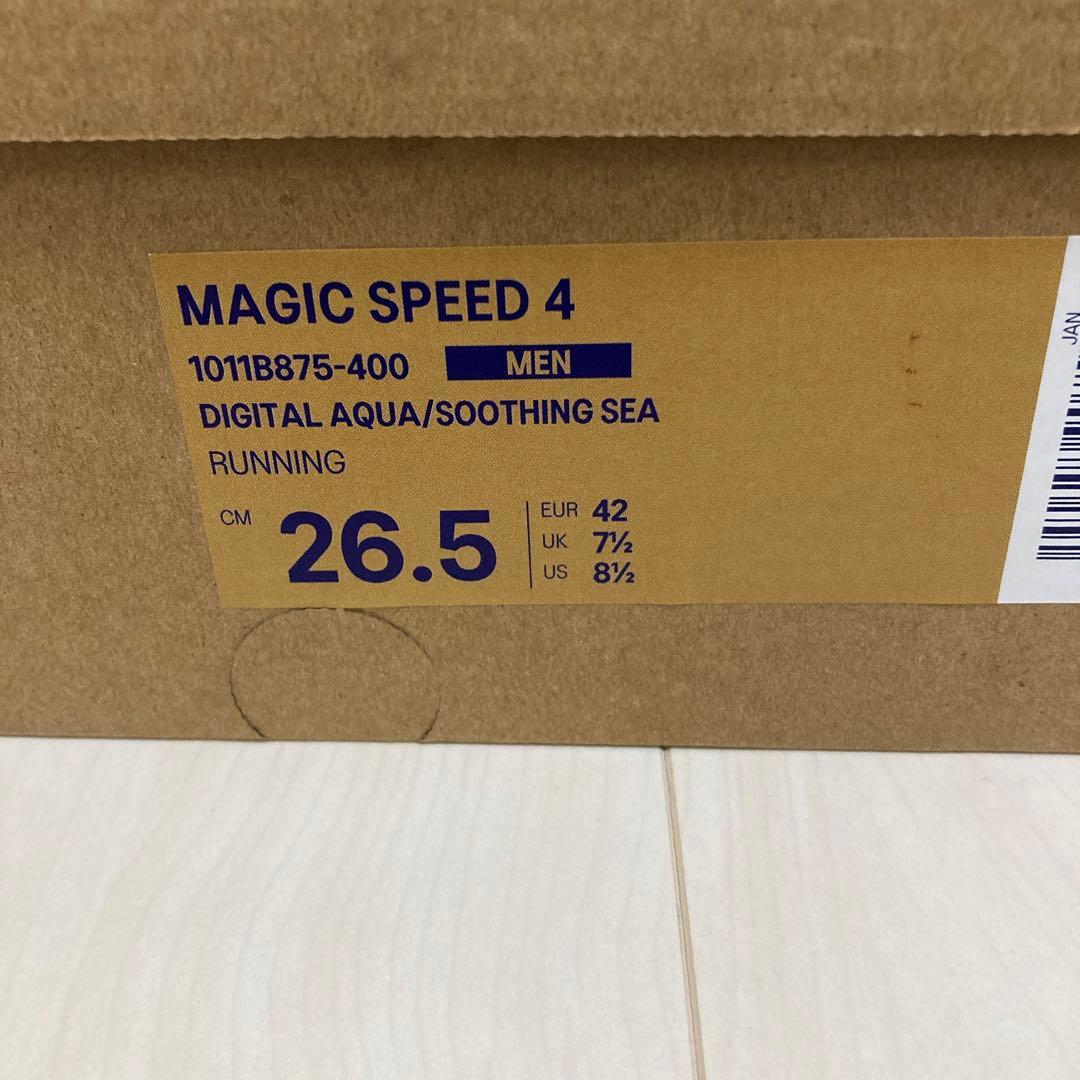 MAGIC SPEED 4
1011B875-400 MEN
DIGITAL AQUA/SOOTHING SEA
RUNNING
CM 26.5
EUR 42
UK 7½
US 8½
JAN